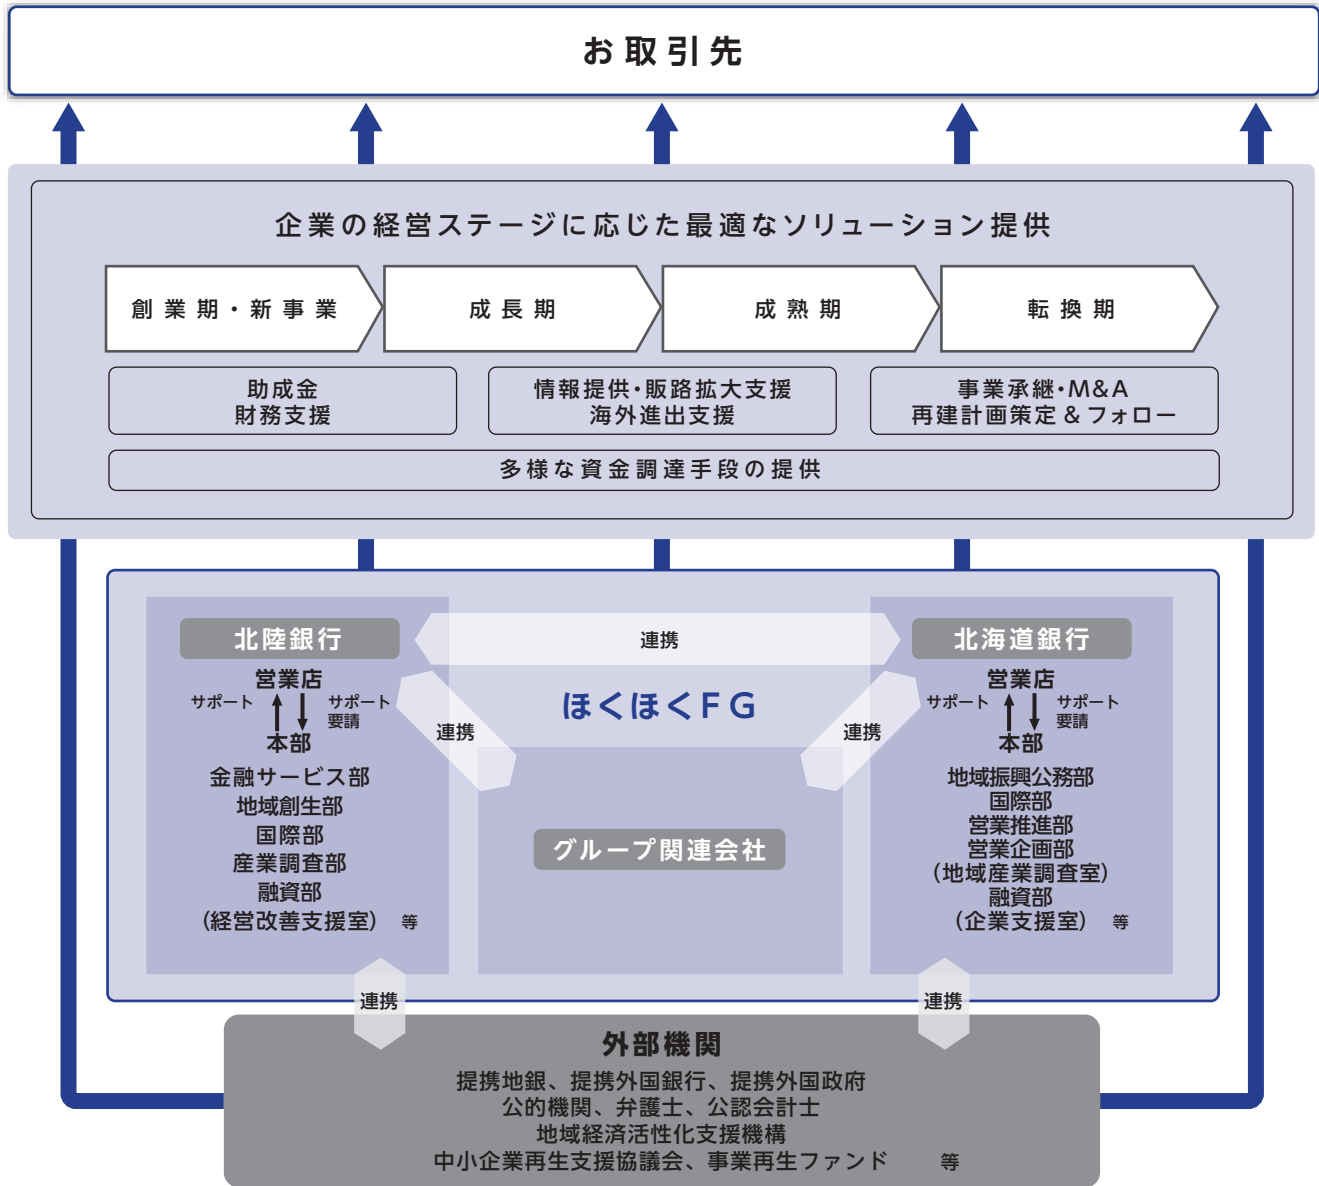 お取引先
企業の経営ステージに応じた最適なソリューション提供
創業期・新事業
成長期
成熟期
転換期
助成金
財務支援
情報提供・販路拡大支援
海外進出支援
事業承継・M&A
再建計画策定 & フォロー
多様な資金調達手段の提供
北陸銀行
連携
北海道銀行
営業店
サポート
サポート
要請
本部
金融サービス部
地域創生部
国際部
産業調査部
融資部
(経営改善支援室) 等
ほくほくFG
連携
連携
グループ関連会社
営業店
サポート
サポート
要請
本部
地域振興公務部
国際部
営業推進部
営業企画部
(地域産業調査室)
融資部
(企業支援室) 等
連携
連携
外部機関
提携地銀、提携外国銀行、提携外国政府
公的機関、弁護士、公認会計士
地域経済活性化支援機構
中小企業再生支援協議会、事業再生ファンド 等